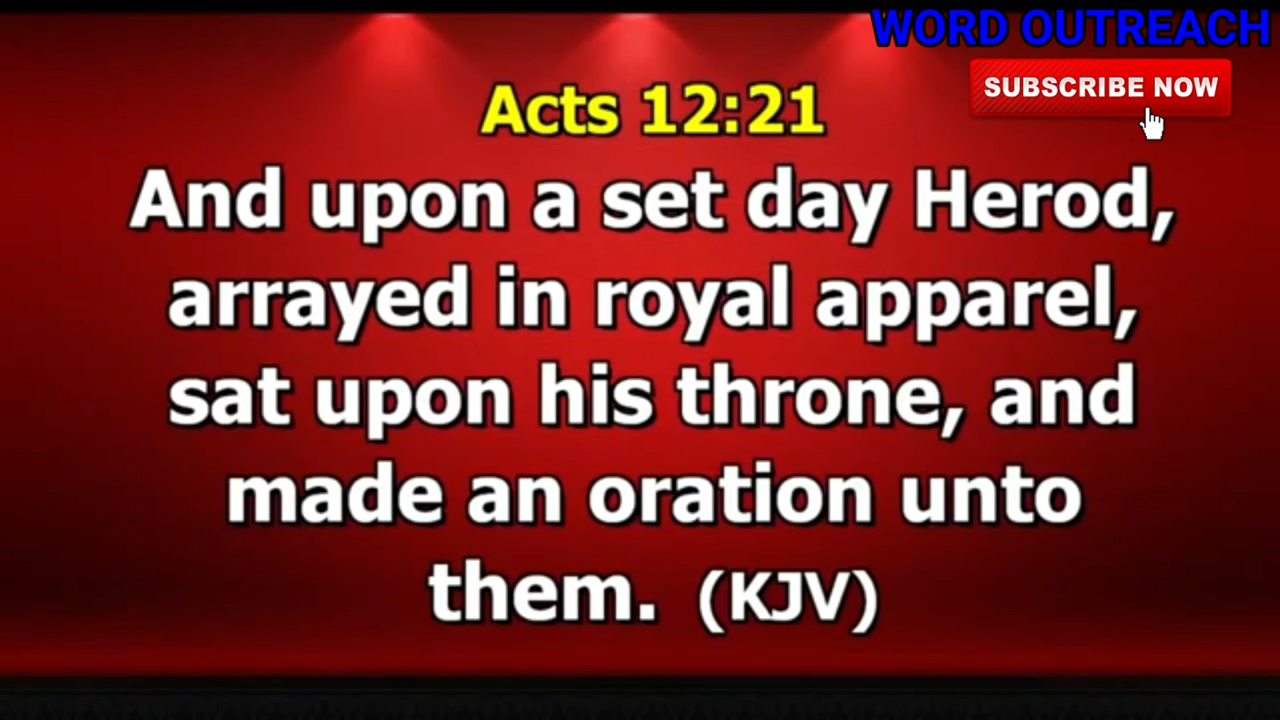 WORD OUTREACH
SUBSCRIBE NOW
Acts 12:21
And upon a set day Herod,
arrayed in royal apparel,
sat upon his throne, and
made an oration unto
them. (KJV)